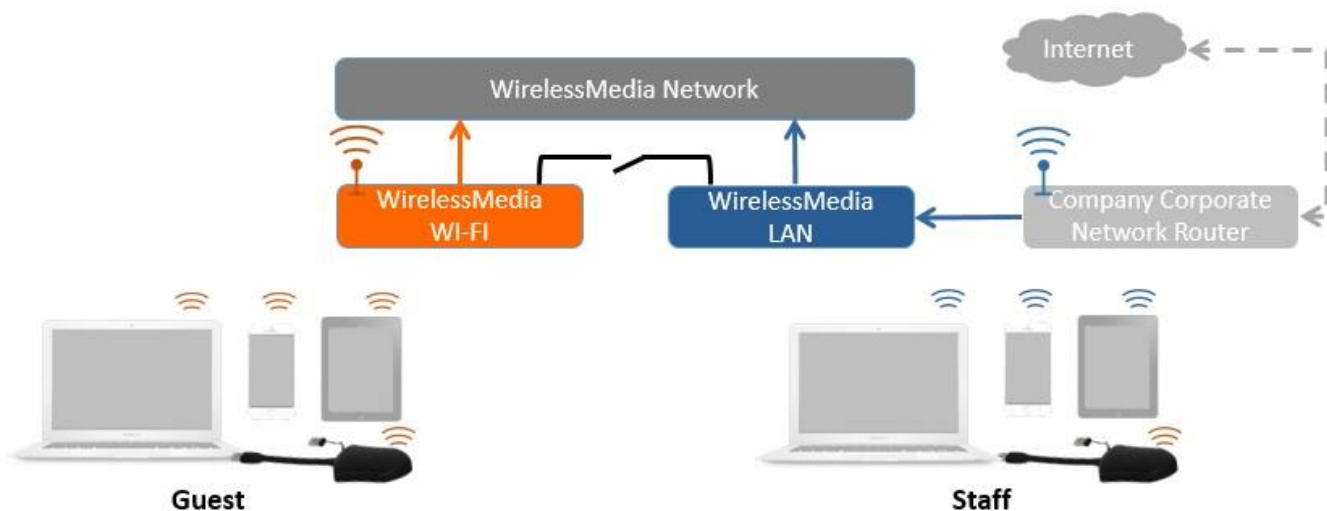 Internet
WirelessMedia Network
WirelessMedia
WI-FI
WirelessMedia
LAN
Company Corporate
Network Router
Guest
Staff